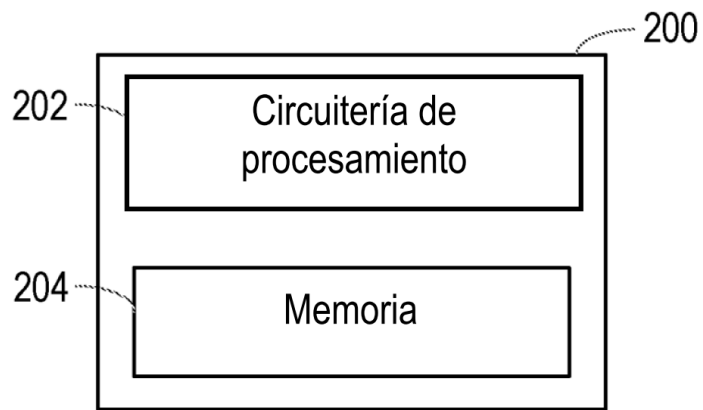 200
202
Circuitería de
procesamiento
204
Memoria